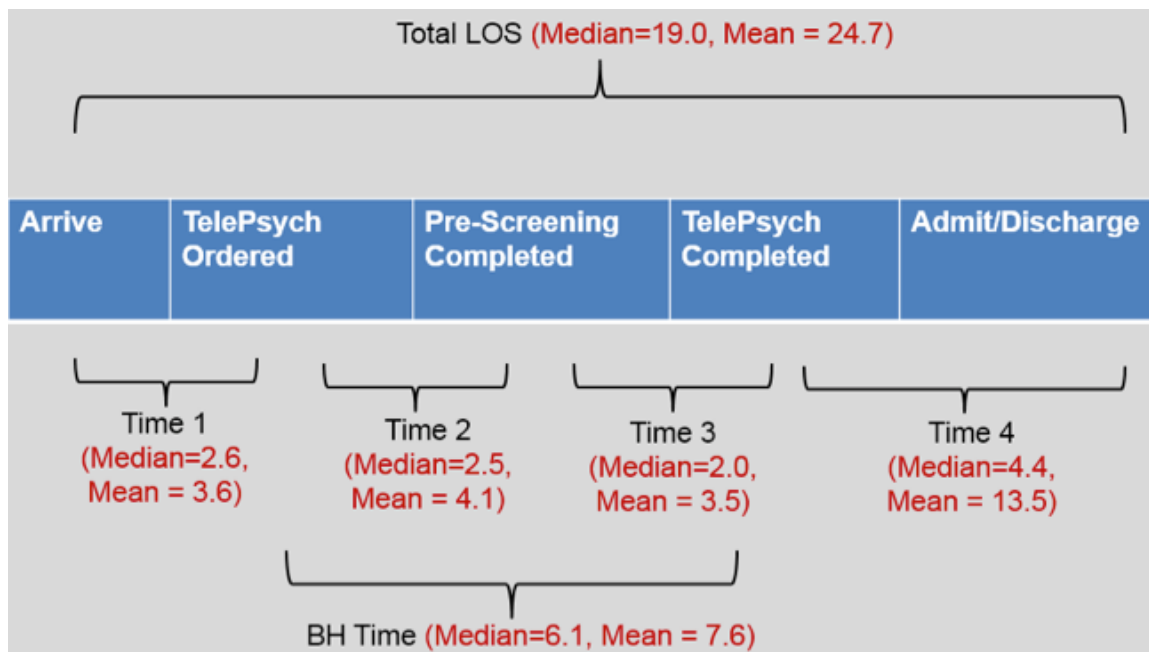 Total LOS (Median=19.0, Mean = 24.7)
Arrive
TelePsych
Ordered
Pre-Screening
Completed
TelePsych
Completed
Admit/Discharge
Time 1
(Median=2.6,
Mean = 3.6)
Time 2
(Median=2.5,
Mean = 4.1)
Time 3
(Median=2.0,
Mean = 3.5)
Time 4
(Median=4.4,
Mean = 13.5)
BH Time (Median=6.1, Mean = 7.6)